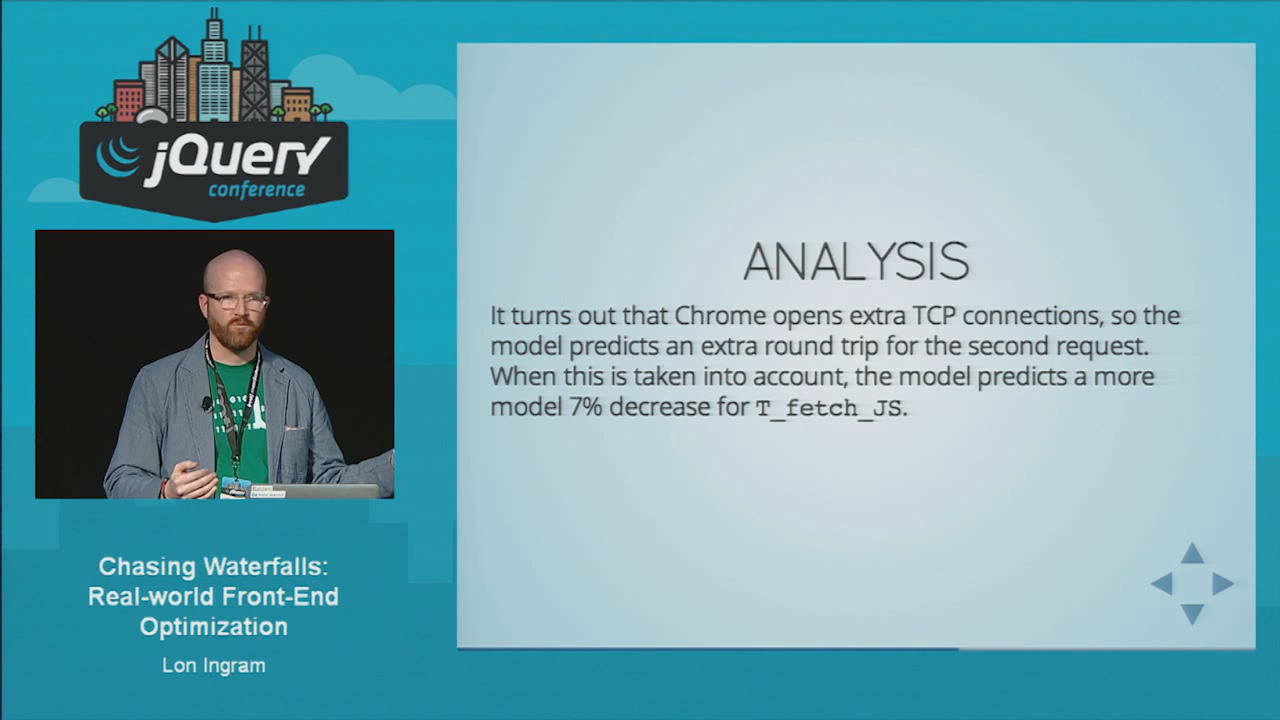 jQuery
conference
Chasing Waterfalls:
Real-world Front-End
Optimization
Lon Ingram
ANALYSIS
It turns out that Chrome opens extra TCP connections, so the
model predicts an extra round trip for the second request.
When this is taken into account, the model predicts a more
model 7% decrease for T_fetch_JS.